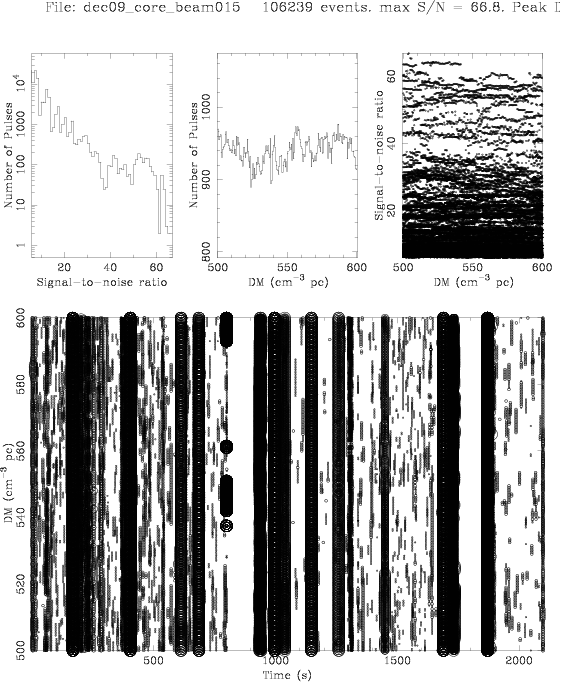 File: dec09_core_beam015 106239 events. max S/N = 66.8. Peak D
Number of Pulses
10⁴
1000
100
10
1
20 40 60
Signal-to-noise ratio
Number of Pulses
1000
900
800
500 550 600
DM (cm⁻³ pc)
Signal-to-noise ratio
60
40
20
500 550 600
DM (cm⁻³ pc)
DM (cm⁻³ pc)
600
580
560
540
520
500
500 1000 1500 2000
Time (s)